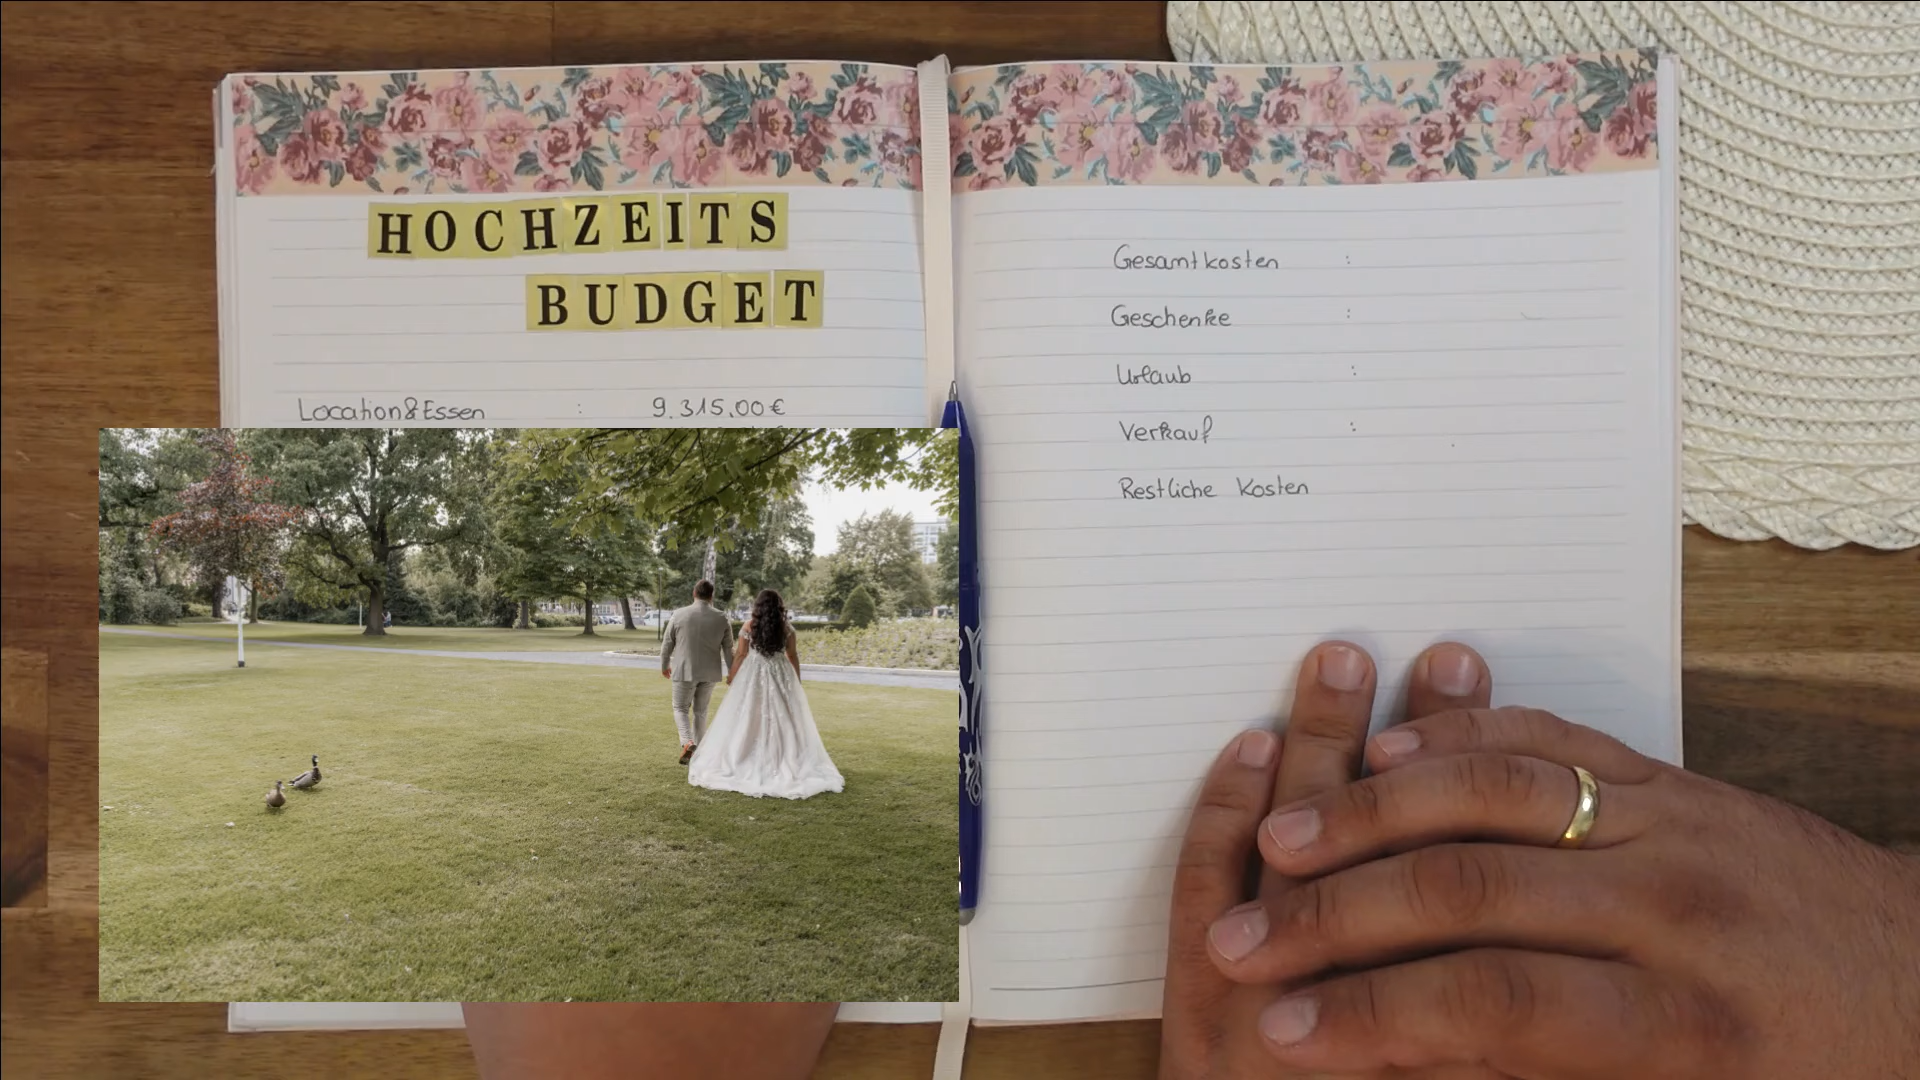 HOCHZEITS
BUDGET
Location&Essen : 9.315,00€
Gesamtkosten :
Geschenke :
Urlaub :
Verkauf :
Restliche Kosten